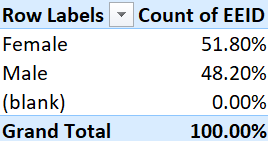 Row Labels Count of EEID
Female 51.80%
Male 48.20%
(blank) 0.00%
Grand Total 100.00%